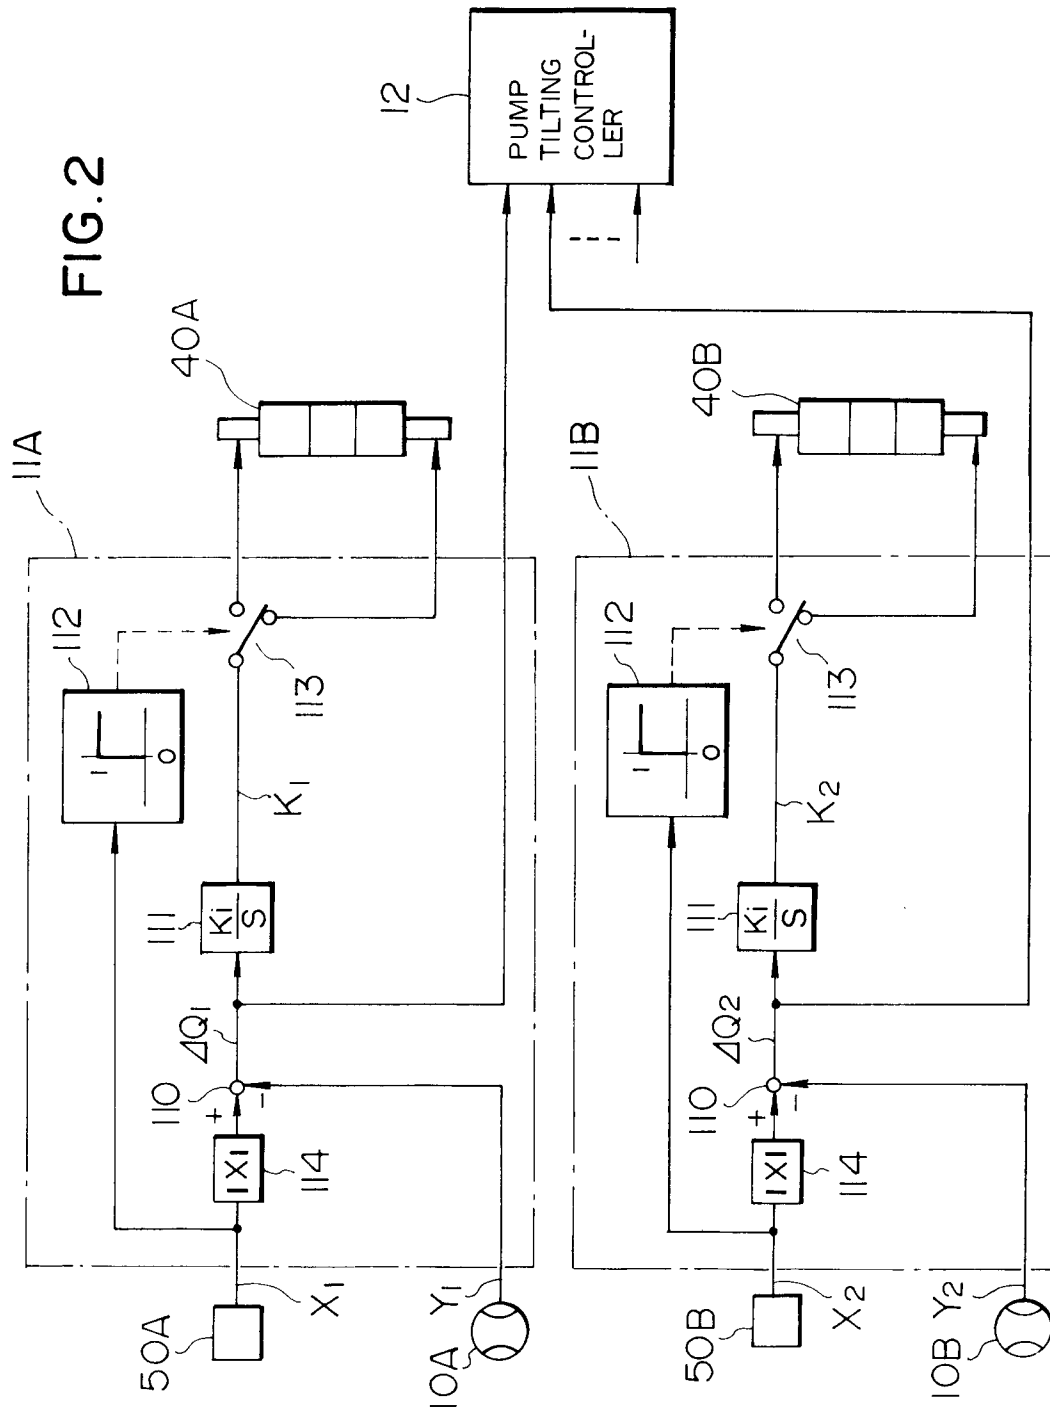 FIG.2
11A
112
1
0
40A
113
K1
111
Ki
S
ΔQ1
110
+
-
|X|
114
50A
X1
10A
Y1
12
PUMP
TILTING
CONTROL-
LER
11B
112
1
0
40B
113
K2
111
Ki
S
ΔQ2
110
+
-
|X|
114
50B
X2
10B
Y2